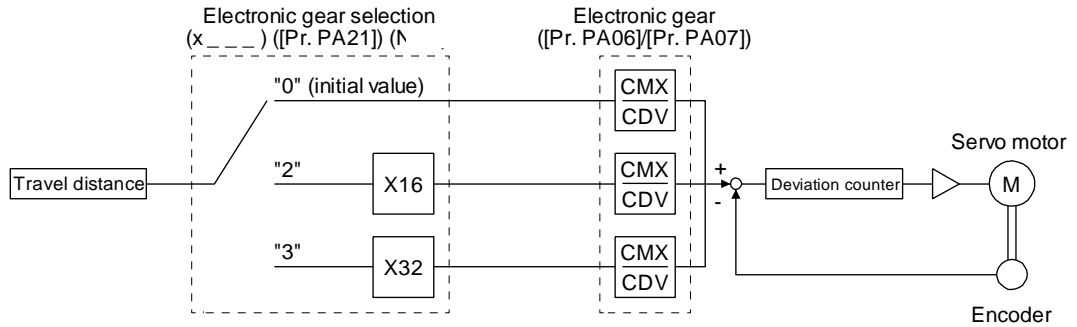 Electronic gear selection
(x _ _ _ ) ([Pr. PA21])
Electronic gear
([Pr. PA06]/[Pr. PA07])
"0" (initial value)
CMX
CDV
Servo motor
Travel distance
"2"
X16
CMX
CDV
+
-
Deviation counter
M
"3"
X32
CMX
CDV
Encoder